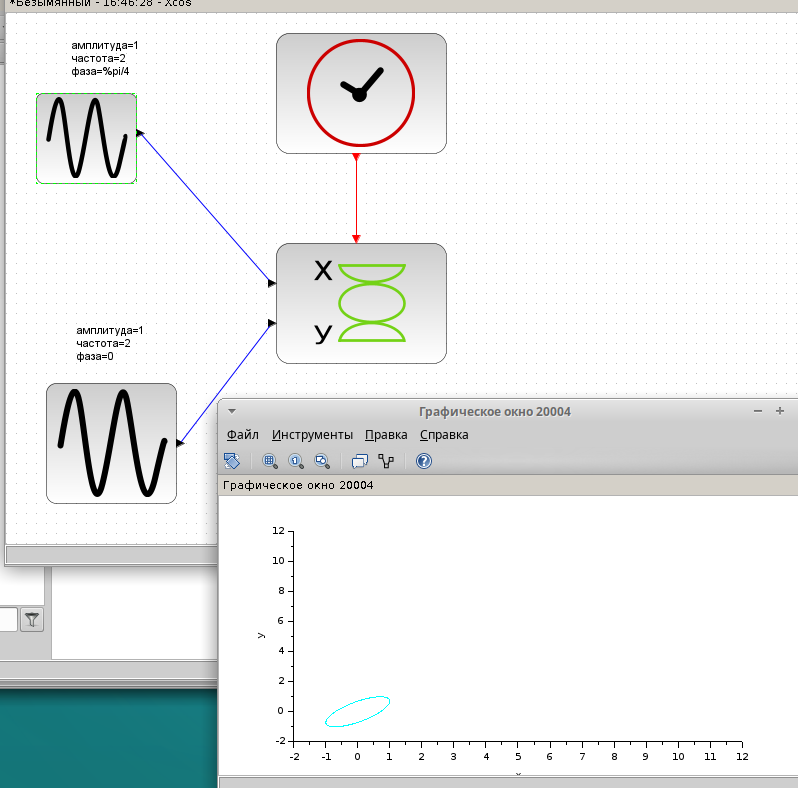 *Безымянный - 16:46:28 - Xcos
амплитуда=1
частота=2
фаза=%pi/4
X
У
амплитуда=1
частота=2
фаза=0
Графическое окно 20004
Файл Инструменты Правка Справка
Графическое окно 20004
12
10
8
6
4
2
0
-2
y
-2 -1 0 1 2 3 4 5 6 7 8 9 10 11 12